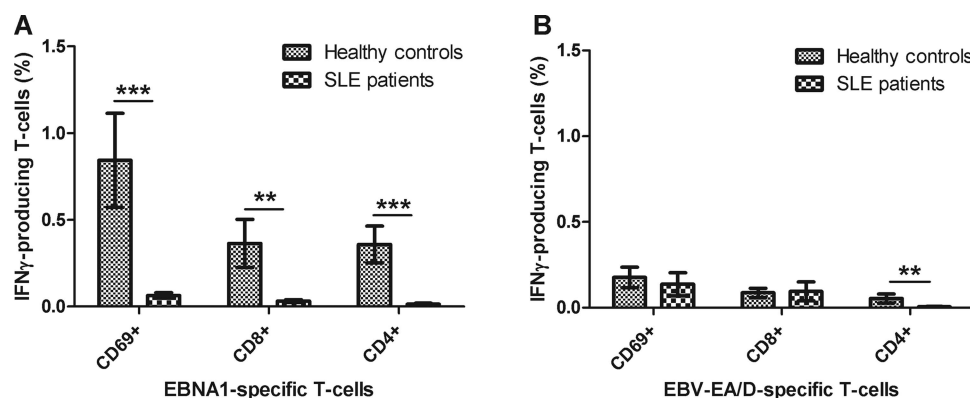 A
IFNγ-producing T-cells (%)
1.5
1.0
0.5
0.0
Healthy controls
SLE patients
***
**
***
CD69+
CD8+
CD4+
EBNA1-specific T-cells
B
IFNγ-producing T-cells (%)
1.5
1.0
0.5
0.0
Healthy controls
SLE patients
**
CD69+
CD8+
CD4+
EBV-EA/D-specific T-cells